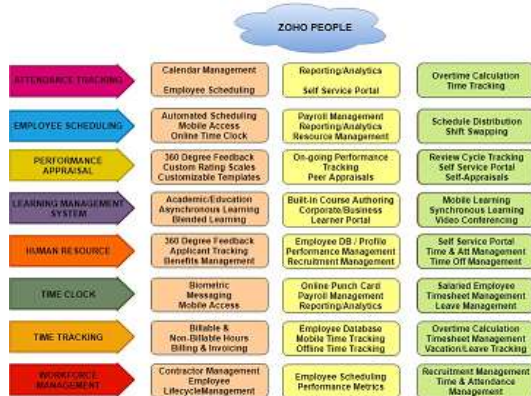 ZOHO PEOPLE
ATTENDANCE TRACKING
Calendar Management
Employee Scheduling
Reporting/Analytics
Self Service Portal
Overtime Calculation
Time Tracking
EMPLOYEE SCHEDULING
Automated Scheduling
Mobile Access
Online Time Clock
Payroll Management
Reporting/Analytics
Resource Management
Schedule Distribution
Shift Swapping
PERFORMANCE
APPRAISAL
360 Degree Feedback
Custom Rating Scales
Customizable Templates
On-going Performance
Tracking
Peer Appraisals
Review Cycle Tracking
Self Service Portal
Self-Appraisals
LEARNING MANAGEMENT
SYSTEM
Academic/Education
Asynchronous Learning
Blended Learning
Built-in Course Authoring
Corporate/Business
Learner Portal
Mobile Learning
Synchronous Learning
Video Conferencing
HUMAN RESOURCE
360 Degree Feedback
Applicant Tracking
Benefits Management
Employee DB / Profile
Performance Management
Recruitment Management
Self Service Portal
Time & Att Management
Time Off Management
TIME CLOCK
Biometric
Messaging
Mobile Access
Online Punch Card
Payroll Management
Reporting/Analytics
Salaried Employee
Timesheet Management
Leave Management
TIME TRACKING
Billable &
Non-Billable Hours
Billing & Invoicing
Employee Database
Mobile Time Tracking
Offline Time Tracking
Overtime Calculation
Timesheet Management
Vacation/Leave Tracking
WORKFORCE
MANAGEMENT
Contractor Management
Employee
LifecycleManagement
Employee Scheduling
Performance Metrics
Recruitment Management
Time & Attendance
Management